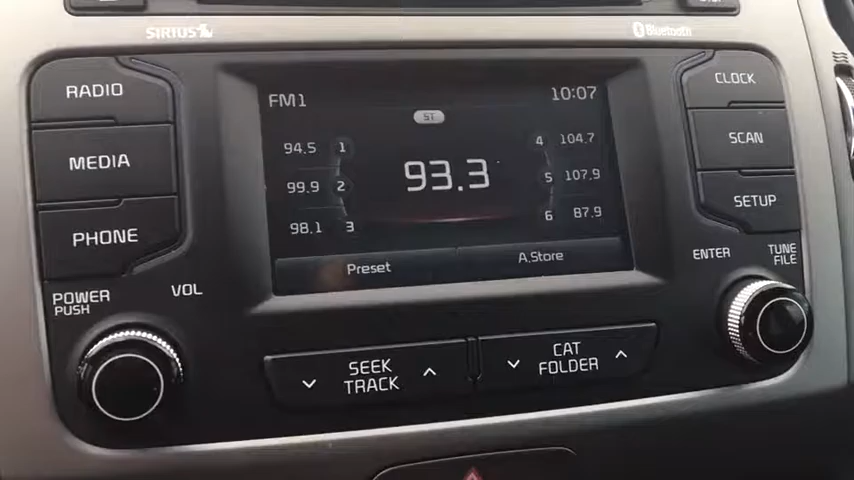 SIRIUS
Bluetooth
RADIO
MEDIA
PHONE
POWER
PUSH
VOL
FM1
ST
10:07
94.5 1
99.9 2
98.1 3
93.3
4 104.7
5 107.9
6 87.9
Preset
A.Store
CLOCK
SCAN
SETUP
ENTER
TUNE
FILE
SEEK
TRACK
CAT
FOLDER